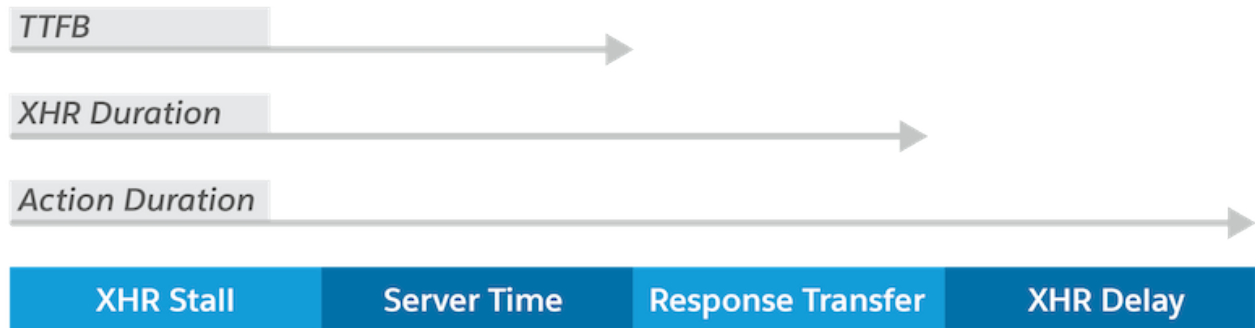 TTFB
XHR Duration
Action Duration
XHR Stall Server Time Response Transfer XHR Delay